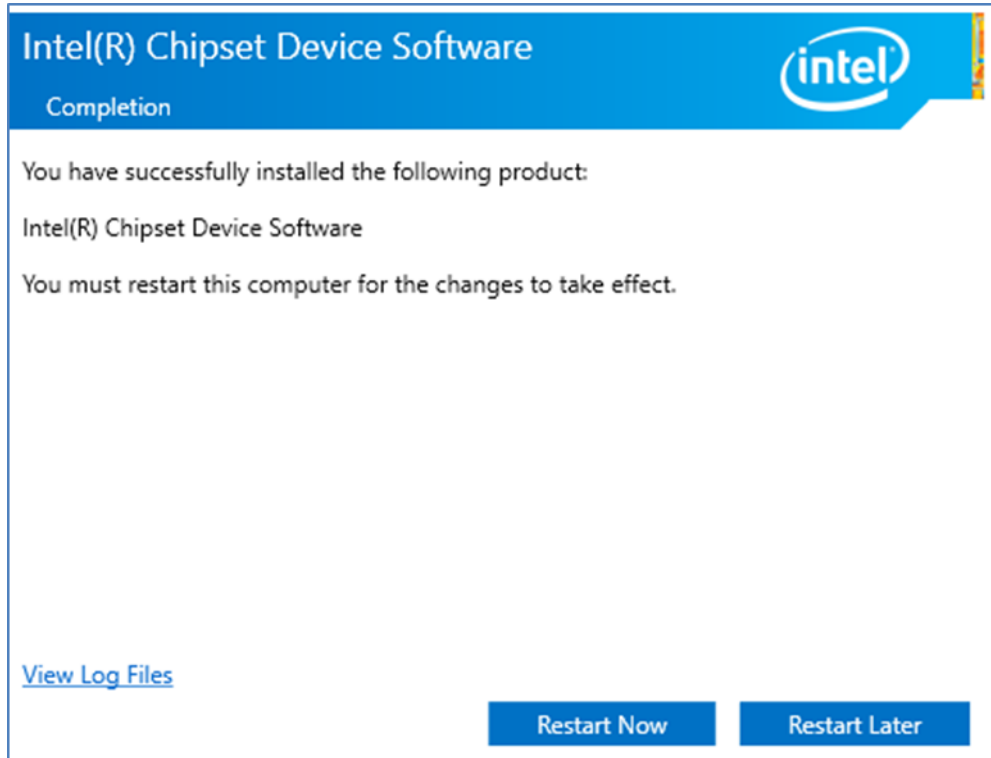 Intel(R) Chipset Device Software
intel
Completion
You have successfully installed the following product:
Intel(R) Chipset Device Software
You must restart this computer for the changes to take effect.
View Log Files
Restart Now
Restart Later